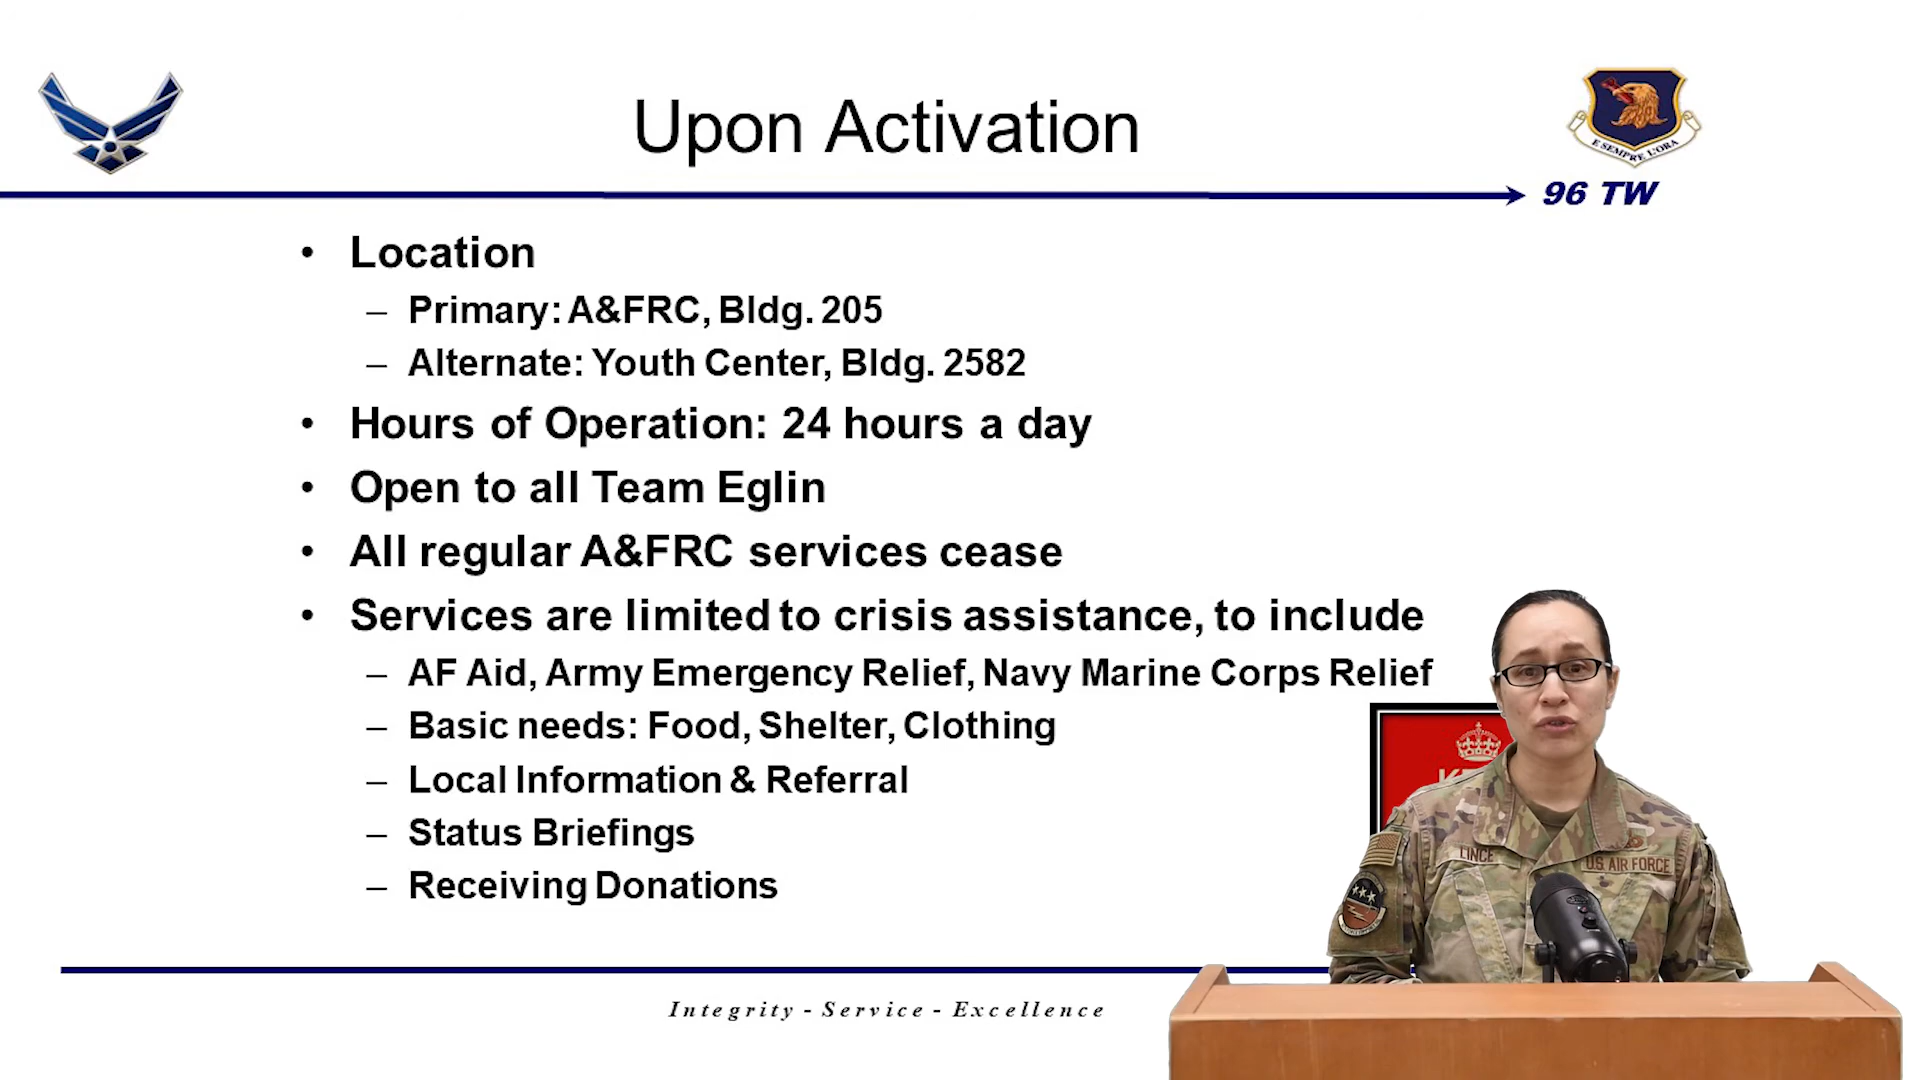 Upon Activation
E SEMPRE L'ORA
96 TW
• Location
– Primary: A&FRC, Bldg. 205
– Alternate: Youth Center, Bldg. 2582
• Hours of Operation: 24 hours a day
• Open to all Team Eglin
• All regular A&FRC services cease
• Services are limited to crisis assistance, to include
– AF Aid, Army Emergency Relief, Navy Marine Corps Relief
– Basic needs: Food, Shelter, Clothing
– Local Information & Referral
– Status Briefings
– Receiving Donations
LINCE
U.S. AIR FORCE
Integrity - Service - Excellence